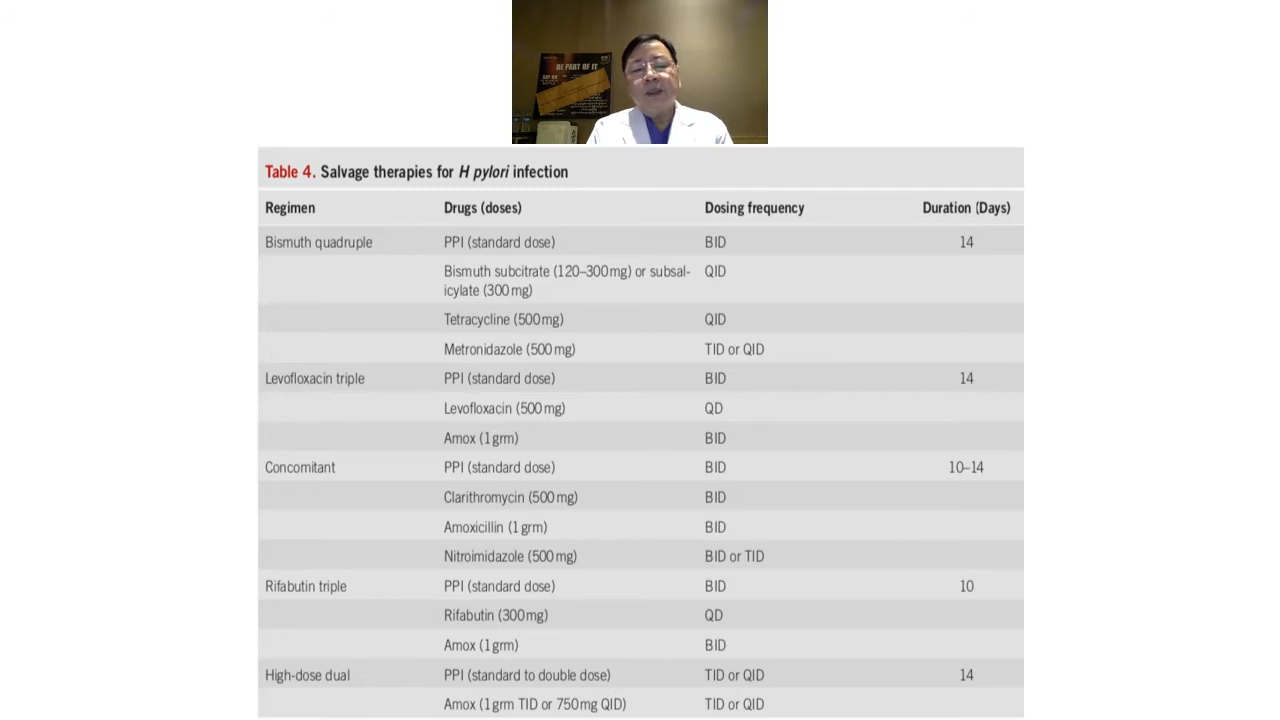 BE PART OF IT
Table 4. Salvage therapies for H pylori infection
Regimen Drugs (doses) Dosing frequency Duration (Days)
Bismuth quadruple PPI (standard dose) BID 14
Bismuth subcitrate (120–300 mg) or subsal- QID
icylate (300 mg)
Tetracycline (500 mg) QID
Metronidazole (500 mg) TID or QID
Levofloxacin triple PPI (standard dose) BID 14
Levofloxacin (500 mg) QD
Amox (1 grm) BID
Concomitant PPI (standard dose) BID 10–14
Clarithromycin (500 mg) BID
Amoxicillin (1 grm) BID
Nitroimidazole (500 mg) BID or TID
Rifabutin triple PPI (standard dose) BID 10
Rifabutin (300 mg) QD
Amox (1 grm) BID
High-dose dual PPI (standard to double dose) TID or QID 14
Amox (1 grm TID or 750 mg QID) TID or QID